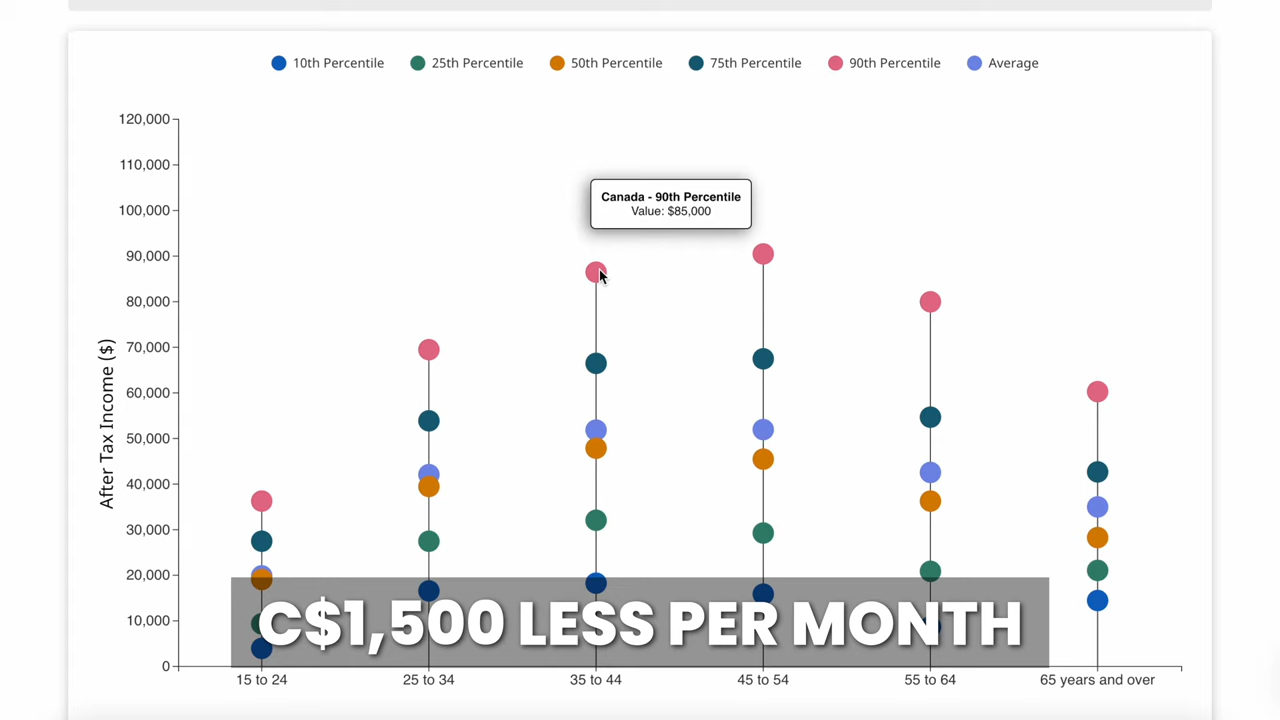 10th Percentile 25th Percentile 50th Percentile 75th Percentile 90th Percentile Average
120,000
110,000
100,000
90,000
80,000
70,000
60,000
50,000
40,000
30,000
20,000
10,000
0
After Tax Income ($)
Canada - 90th Percentile
Value: $85,000
C$1,500 LESS PER MONTH
15 to 24 25 to 34 35 to 44 45 to 54 55 to 64 65 years and over